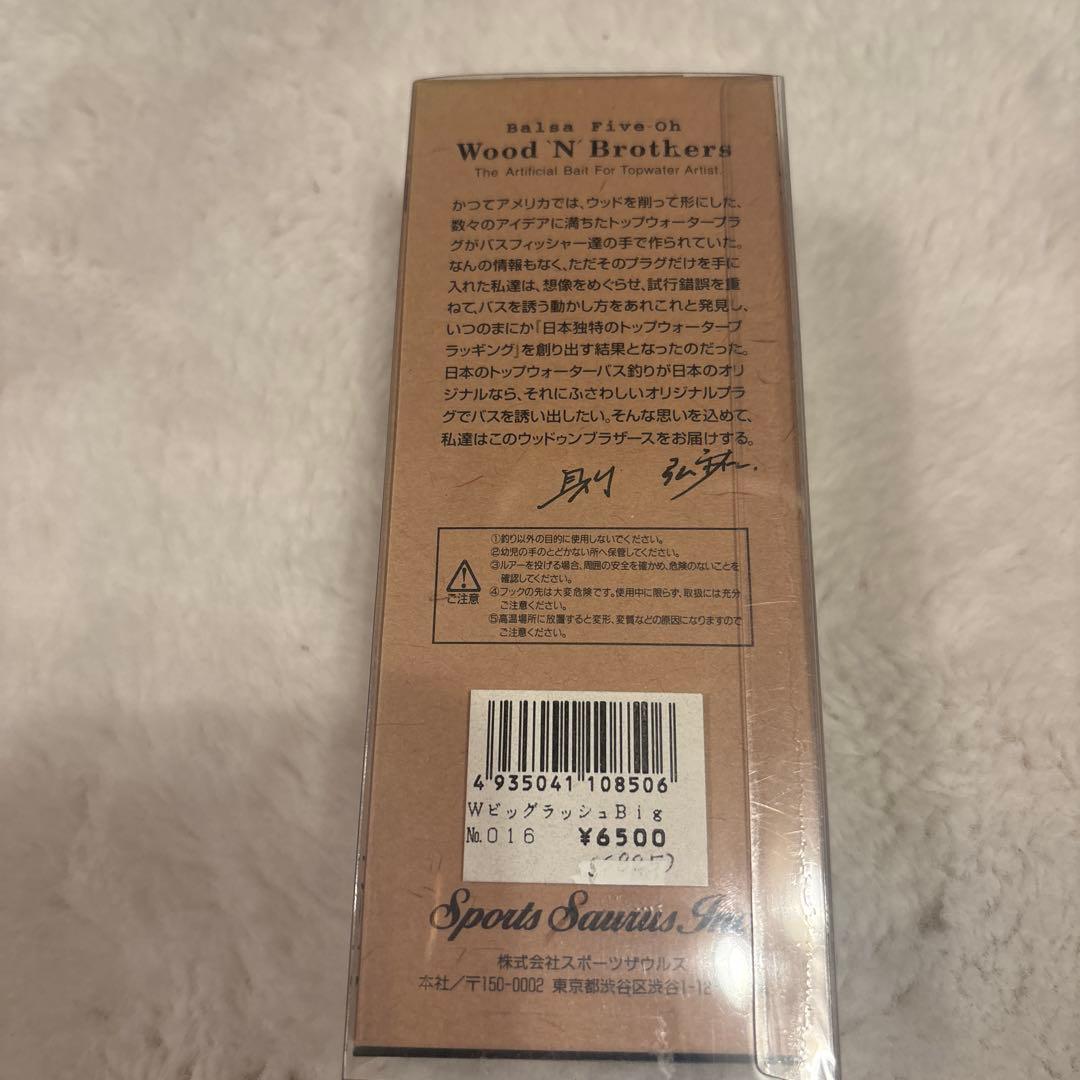 Balsa Five-Oh
Wood 'N' Brothers
The Artificial Bait For Topwater Artist.
かつてアメリカでは、ウッドを削って形にした、
数々のアイデアに満ちたトップウォータープラ
グがバスフィッシャー達の手で作られていた。
なんの情報もなく、ただそのプラグだけを手に
入れた私達は、想像をめぐらせ、試行錯誤を重
ねて、バスを誘う動かし方をあれこれと発見し、
いつのまにか『日本独特のトップウォータープ
ラッギング』を創り出す結果となったのだった。
日本のトップウォーターバス釣りが日本のオリ
ジナルなら、それにふさわしいオリジナルプラ
グでバスを誘い出したい。そんな思いを込めて、
私達はこのウッドゥンブラザースをお届けする。
ご注意
①釣り以外の目的に使用しないでください。
②幼児の手のとどかない所へ保管してください。
③ルアーを投げる場合、周囲の安全を確かめ、危険のないことを
確認してください。
④フックの先は大変危険です。使用中に限らず、取扱には充分
ご注意ください。
⑤高温場所に放置すると変形、変質などの原因になりますので
ご注意ください。
4 935041 108506
WビッグラッシュBig
No.016 ¥6500
Sports Saurus Inc
株式会社スポーツザウルス
本社/〒150-0002 東京都渋谷区渋谷1-12